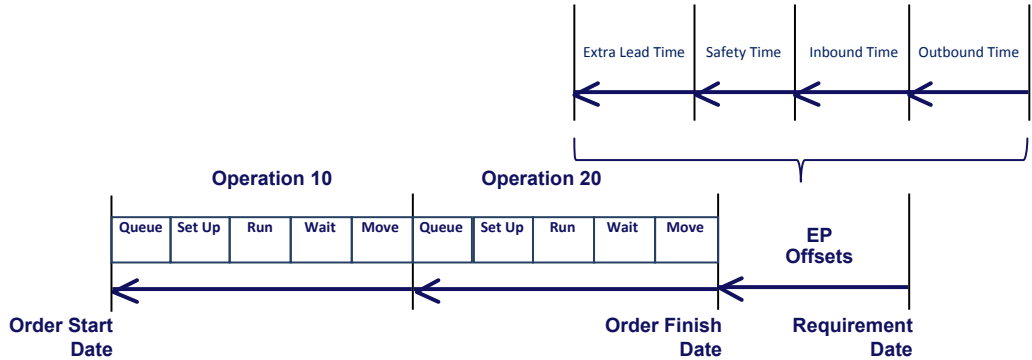 Extra Lead Time Safety Time Inbound Time Outbound Time
Operation 10 Operation 20
Queue Set Up Run Wait Move Queue Set Up Run Wait Move
EP
Offsets
Order Start
Date
Order Finish
Date
Requirement
Date